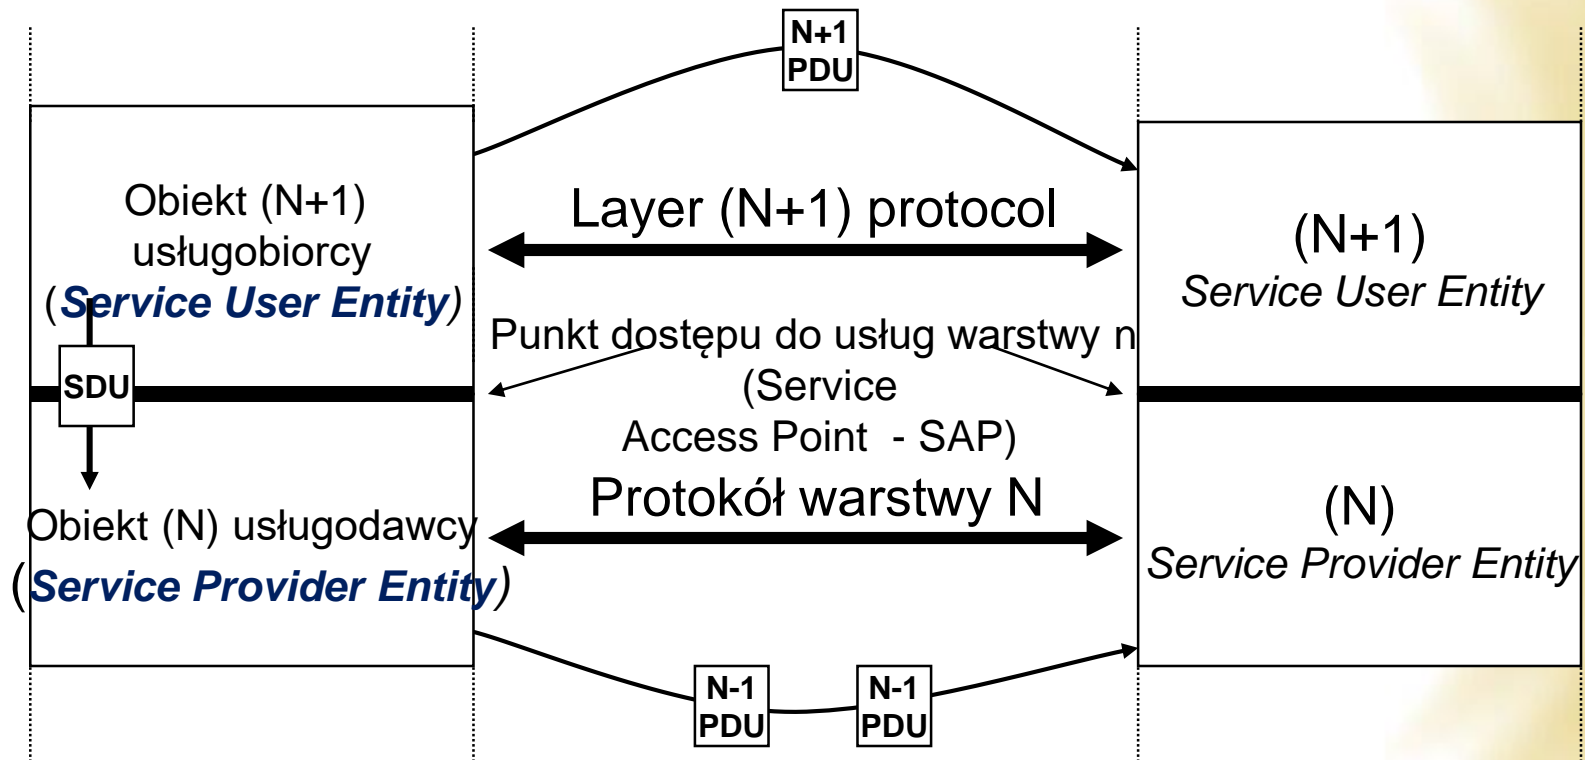 N+1
PDU
Obiekt (N+1)
usługobiorcy
(Service User Entity)
Layer (N+1) protocol
(N+1)
Service User Entity
SDU
Punkt dostępu do usług warstwy n
(Service
Access Point - SAP)
Obiekt (N) usługodawcy
(Service Provider Entity)
Protokół warstwy N
(N)
Service Provider Entity
N-1
PDU
N-1
PDU